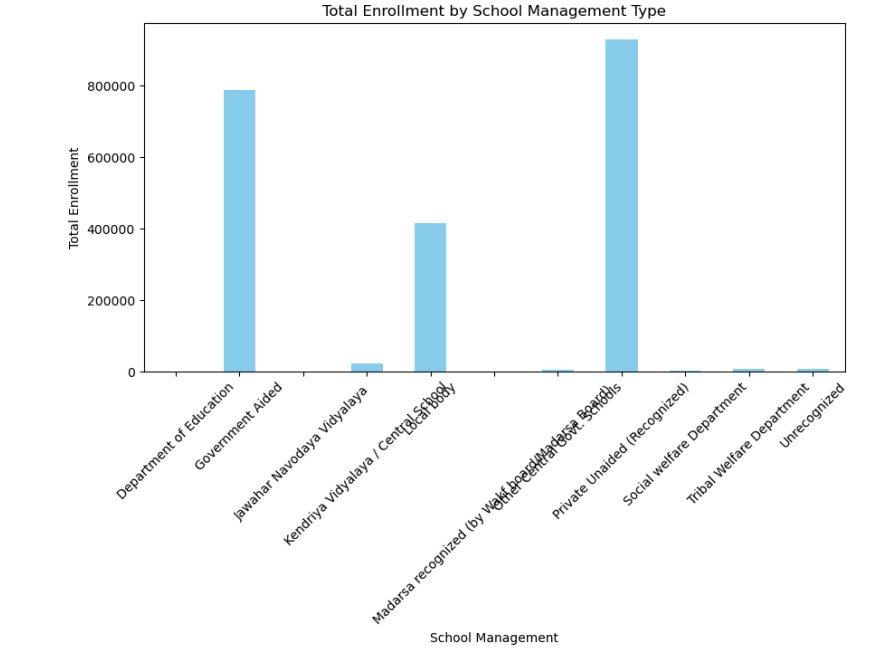 Total Enrollment by School Management Type
Total Enrollment
800000
600000
400000
200000
0
Department of Education
Government Aided
Jawahar Navodaya Vidyalaya
Kendriya Vidyalaya / Central School
Local body
Madarsa recognized (by Wakf board/Madarsa Board)
Other Central Govt. Schools
Private Unaided (Recognized)
Social welfare Department
Tribal Welfare Department
Unrecognized
School Management